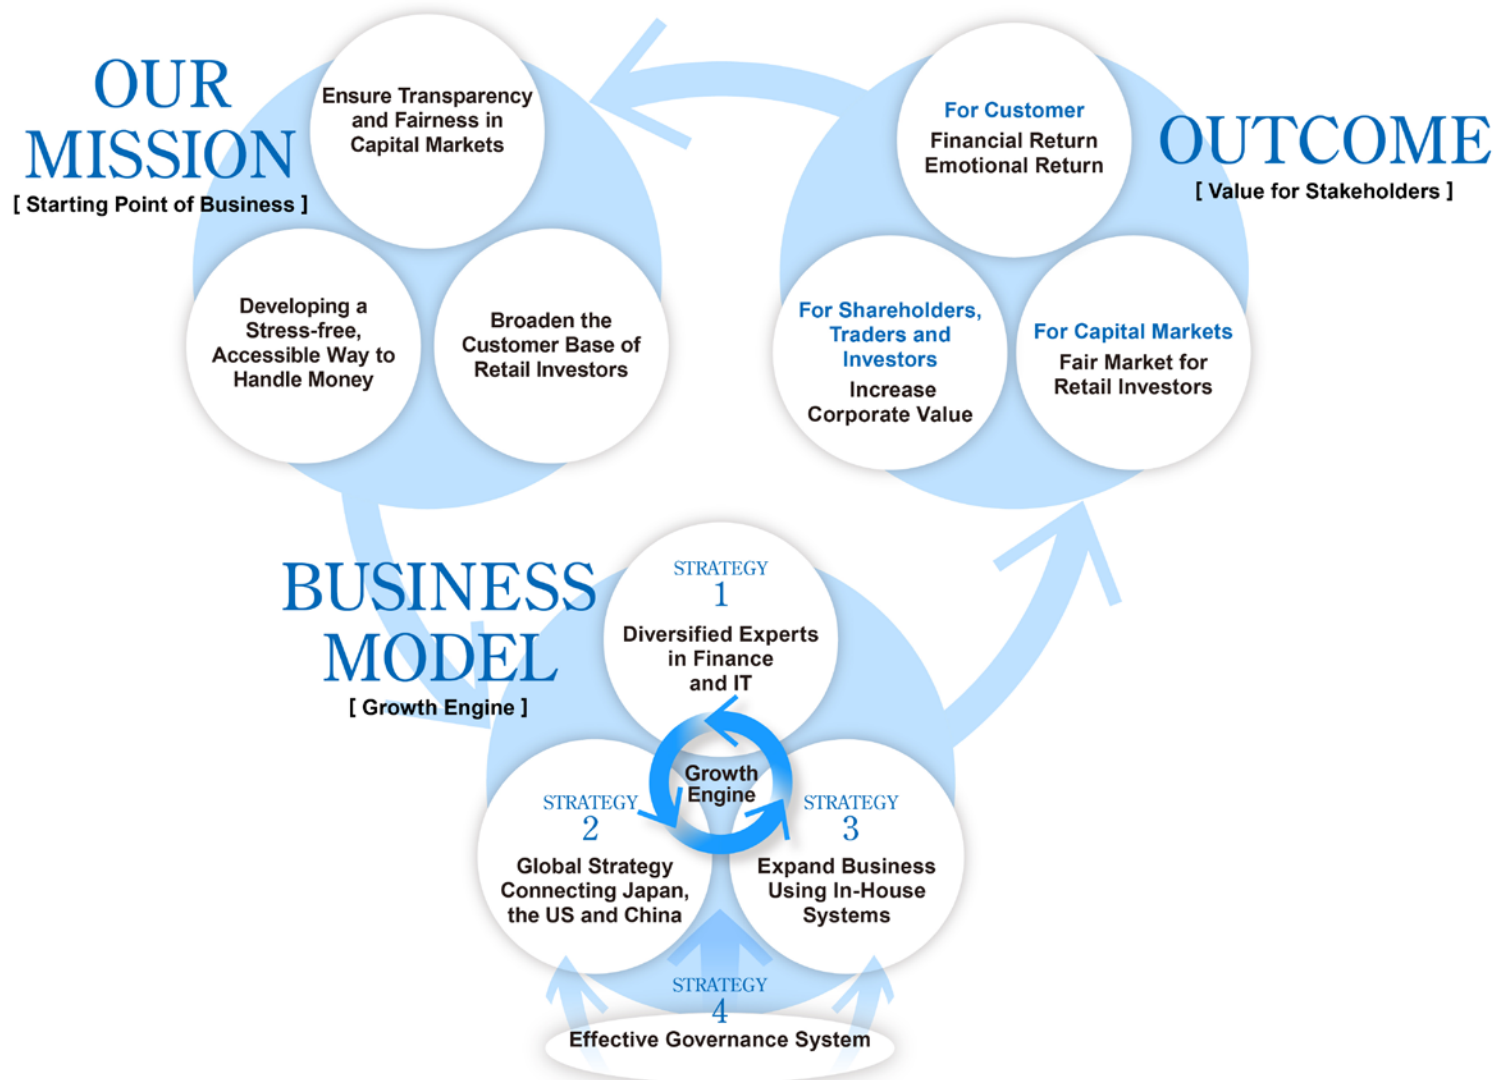 OUR
MISSION
[ Starting Point of Business ]
Ensure Transparency
and Fairness in
Capital Markets
Developing a
Stress-free,
Accessible Way to
Handle Money
Broaden the
Customer Base of
Retail Investors
OUTCOME
[ Value for Stakeholders ]
For Customer
Financial Return
Emotional Return
For Shareholders,
Traders and
Investors
Increase
Corporate Value
For Capital Markets
Fair Market for
Retail Investors
BUSINESS
MODEL
[ Growth Engine ]
STRATEGY
1
Diversified Experts
in Finance
and IT
Growth
Engine
STRATEGY
2
Global Strategy
Connecting Japan,
the US and China
STRATEGY
3
Expand Business
Using In-House
Systems
STRATEGY
4
Effective Governance System